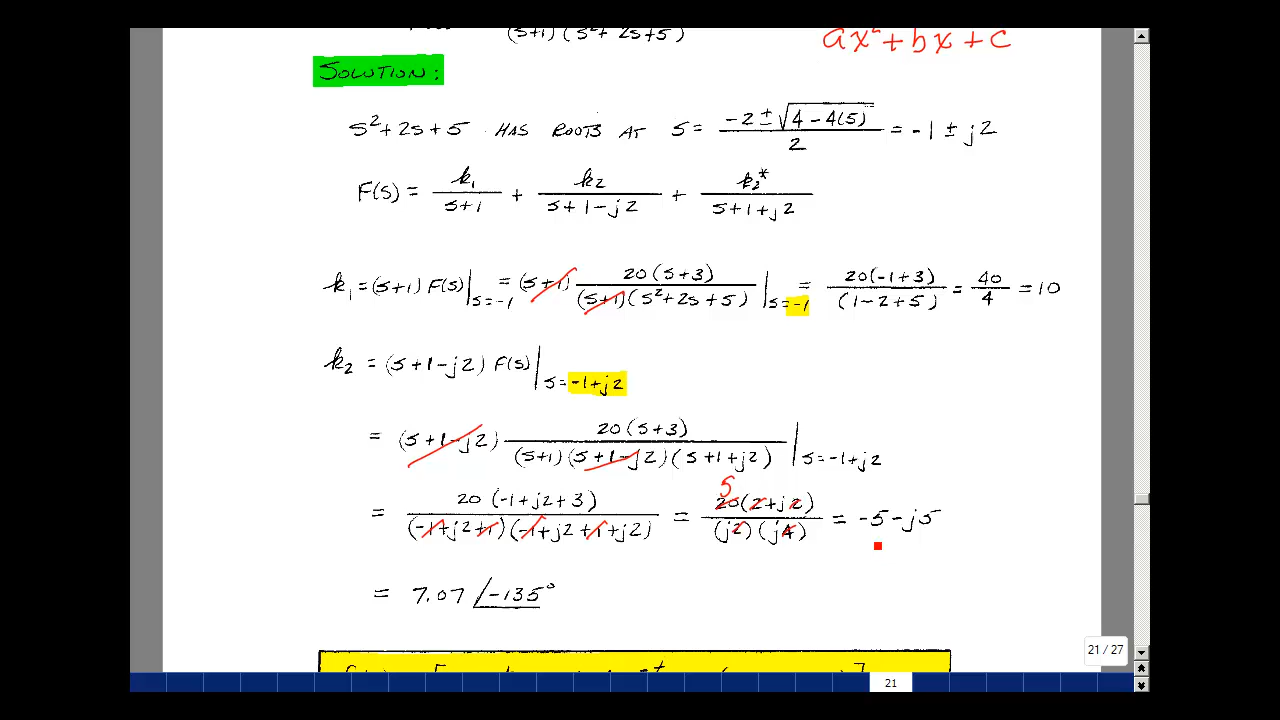 (s+1)(s²+2s+5)
ax²+bx+c
SOLUTION:
s²+2s+5 HAS ROOTS AT s = (-2 ± √(4-4(5)))/2 = -1 ± j2
F(s) = k₁/(s+1) + k₂/(s+1-j2) + k₂*/(s+1+j2)
k₁ = (s+1) F(s)|s=-1 = (s+1) 20(s+3)/((s+1)(s²+2s+5))|s=-1 = 20(-1+3)/(1-2+5) = 40/4 = 10
k₂ = (s+1-j2) F(s)|s=-1+j2
= (s+1-j2) 20(s+3)/((s+1)(s+1-j2)(s+1+j2))|s=-1+j2
5
= 20(-1+j2+3)/((-1+j2+1)(-1+j2+1+j2)) = 20(2+j2)/((j2)(j4)) = -5-j5
= 7.07 ∠-135°
21 / 27
21